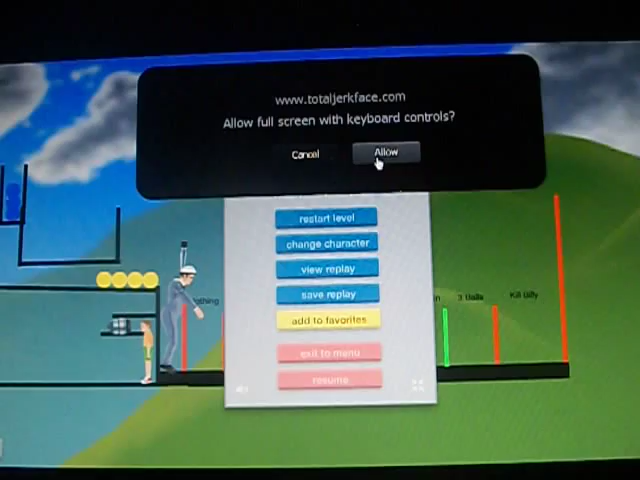 www.totaljerkface.com
Allow full screen with keyboard controls?
Cancel
Allow
restart level
change character
view replay
save replay
add to favorites
exit to menu
resume
3 Balls
Kill Billy